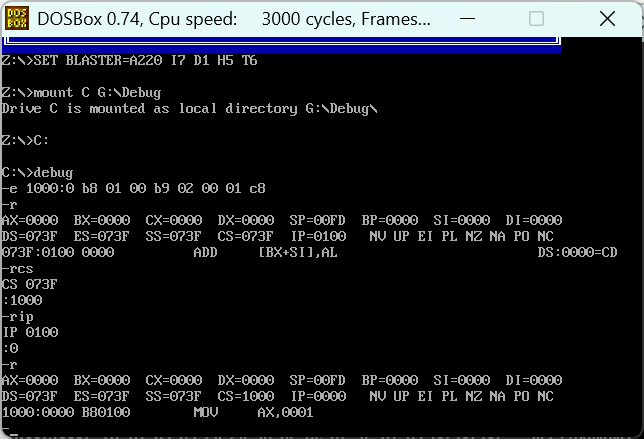 DOS
BOX
DOSBox 0.74, Cpu speed: 3000 cycles, Frames...
Z:\>SET BLASTER=A220 I7 D1 H5 T6
Z:\>mount C G:\Debug
Drive C is mounted as local directory G:\Debug\
Z:\>C:
C:\>debug
-e 1000:0 b8 01 00 b9 02 00 01 c8
-r
AX=0000 BX=0000 CX=0000 DX=0000 SP=00FD BP=0000 SI=0000 DI=0000
DS=073F ES=073F SS=073F CS=073F IP=0100 NV UP EI PL NZ NA PO NC
073F:0100 0000 ADD [BX+SI],AL DS:0000=CD
-rcs
CS 073F
:1000
-rip
IP 0100
:0
-r
AX=0000 BX=0000 CX=0000 DX=0000 SP=00FD BP=0000 SI=0000 DI=0000
DS=073F ES=073F SS=073F CS=1000 IP=0000 NV UP EI PL NZ NA PO NC
1000:0000 B80100 MOV AX,0001
-_